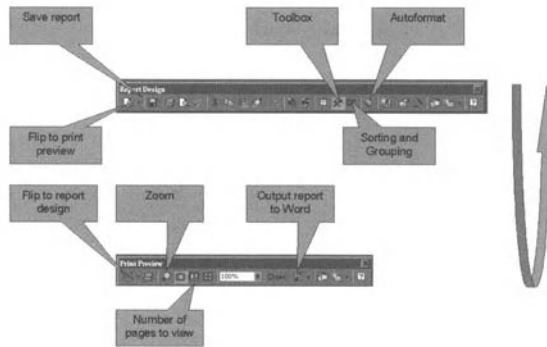 Save report
Toolbox
Autoformat
Report Design
Flip to print
preview
Sorting and
Grouping
Flip to report
design
Zoom
Output report
to Word
Print Preview
100%
Close
Number of
pages to view